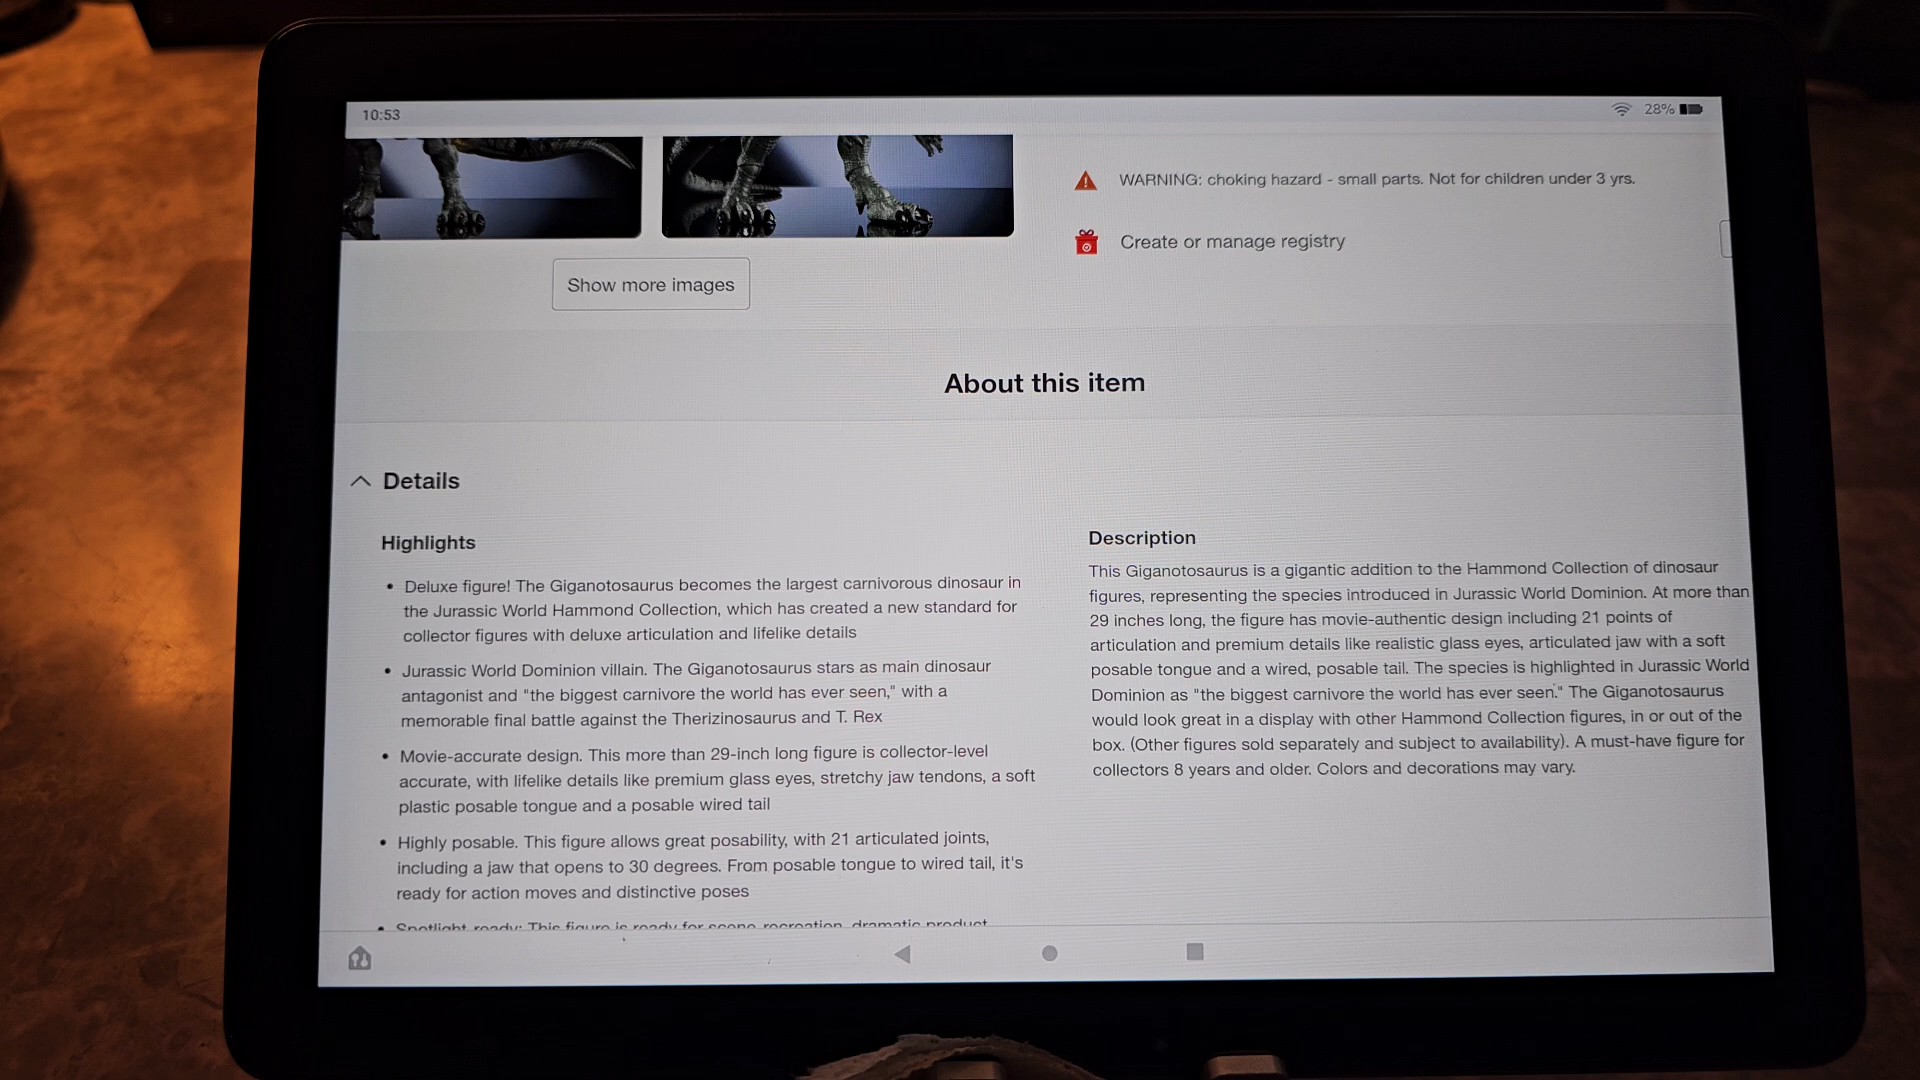 10:53
28%
WARNING: choking hazard - small parts. Not for children under 3 yrs.
Create or manage registry
Show more images
About this item
Details
Highlights
• Deluxe figure! The Giganotosaurus becomes the largest carnivorous dinosaur in
the Jurassic World Hammond Collection, which has created a new standard for
collector figures with deluxe articulation and lifelike details
• Jurassic World Dominion villain. The Giganotosaurus stars as main dinosaur
antagonist and "the biggest carnivore the world has ever seen," with a
memorable final battle against the Therizinosaurus and T. Rex
• Movie-accurate design. This more than 29-inch long figure is collector-level
accurate, with lifelike details like premium glass eyes, stretchy jaw tendons, a soft
plastic posable tongue and a posable wired tail
• Highly posable. This figure allows great posability, with 21 articulated joints,
including a jaw that opens to 30 degrees. From posable tongue to wired tail, it's
ready for action moves and distinctive poses
• Spotlight ready: This figure is ready for scene recreation, dramatic product
Description
This Giganotosaurus is a gigantic addition to the Hammond Collection of dinosaur
figures, representing the species introduced in Jurassic World Dominion. At more than
29 inches long, the figure has movie-authentic design including 21 points of
articulation and premium details like realistic glass eyes, articulated jaw with a soft
posable tongue and a wired, posable tail. The species is highlighted in Jurassic World
Dominion as "the biggest carnivore the world has ever seen." The Giganotosaurus
would look great in a display with other Hammond Collection figures, in or out of the
box. (Other figures sold separately and subject to availability). A must-have figure for
collectors 8 years and older. Colors and decorations may vary.